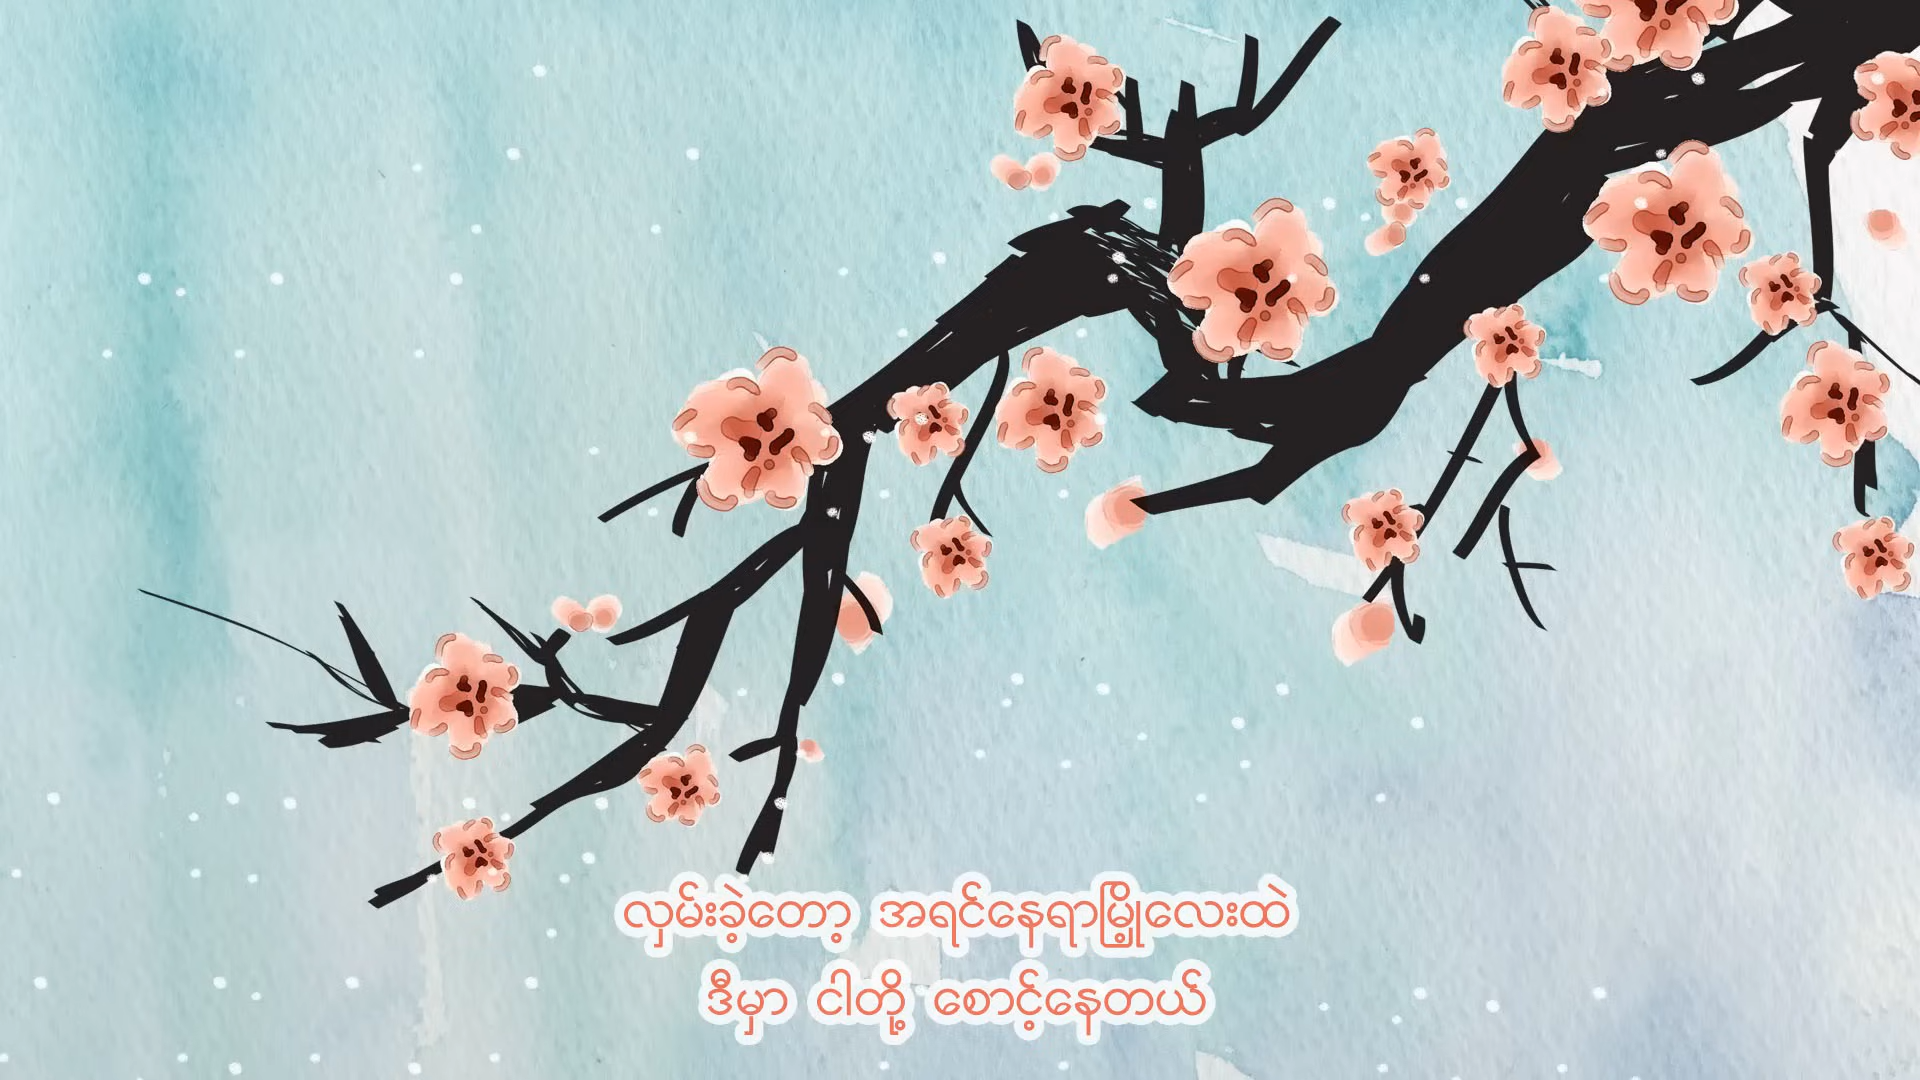 လှမ်းခဲ့တော့ အရင်နေရာမြို့လေးထဲ
ဒီမှာ ငါတို့ စောင့်နေတယ်